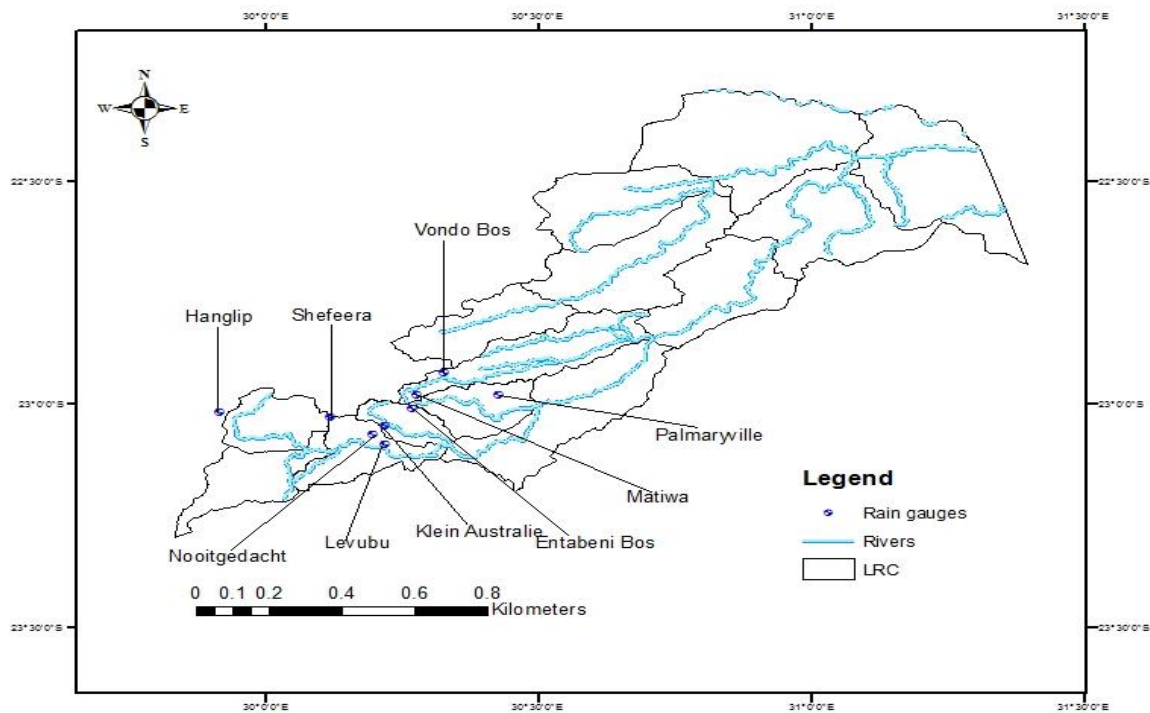 30°0'0"E 30°30'0"E 31°0'0"E 31°30'0"E
N
W E
S
22°30'0"S 22°30'0"S
Vondo Bos
Hanglip Shefeera
23°0'0"S 23°0'0"S
Palmaryville
Legend
Matiwa
Rain gauges
Klein Australie
Levubu Entabeni Bos
Rivers
Nooitgedacht
LRC
0 0.1 0.2 0.4 0.6 0.8
Kilometers
23°30'0"S 23°30'0"S
30°0'0"E 30°30'0"E 31°0'0"E 31°30'0"E